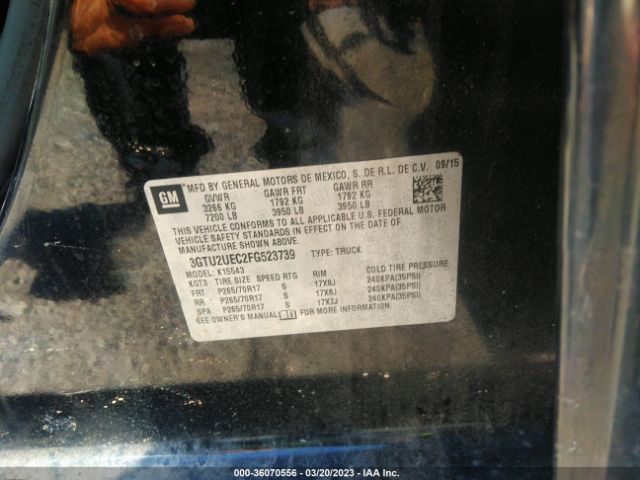 GM
MFD BY GENERAL MOTORS DE MEXICO, S. DE R.L. DE C.V. 09/15
GVWR GAWR FRT GAWR RR
3266 KG 1792 KG 1792 KG
7200 LB 3950 LB 3950 LB
THIS VEHICLE CONFORMS TO ALL APPLICABLE U.S. FEDERAL MOTOR
VEHICLE SAFETY STANDARDS IN EFFECT ON THE DATE OF
MANUFACTURE SHOWN ABOVE.
3GTU2UEC2FG523739 TYPE: TRUCK
MODEL: K15543
KGT3 TIRE SIZE SPEED RTG RIM COLD TIRE PRESSURE
FRT P265/70R17 S 17X8J 240KPA(35PSI)
RR P265/70R17 S 17X8J 240KPA(35PSI)
SPA P265/70R17 S 17X7J 240KPA(35PSI)
SEE OWNER'S MANUAL FOR MORE INFORMATION.
000-36070556 — 03/20/2023 — IAA Inc.